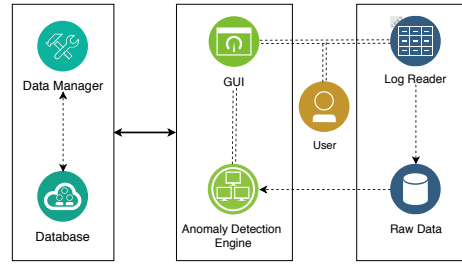 Data Manager
Database
GUI
Anomaly Detection
Engine
User
Log Reader
Raw Data